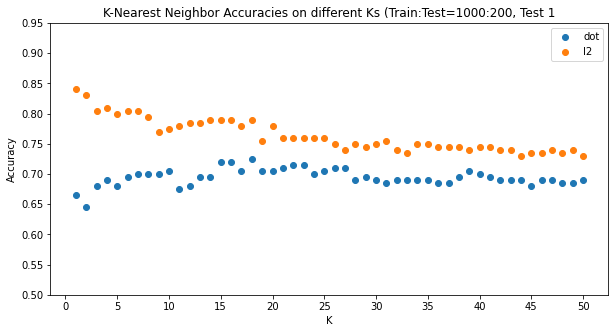 K-Nearest Neighbor Accuracies on different Ks (Train:Test=1000:200, Test 1
dot
l2
0.95
0.90
0.85
0.80
0.75
0.70
0.65
0.60
0.55
0.50
Accuracy
0 5 10 15 20 25 30 35 40 45 50
K